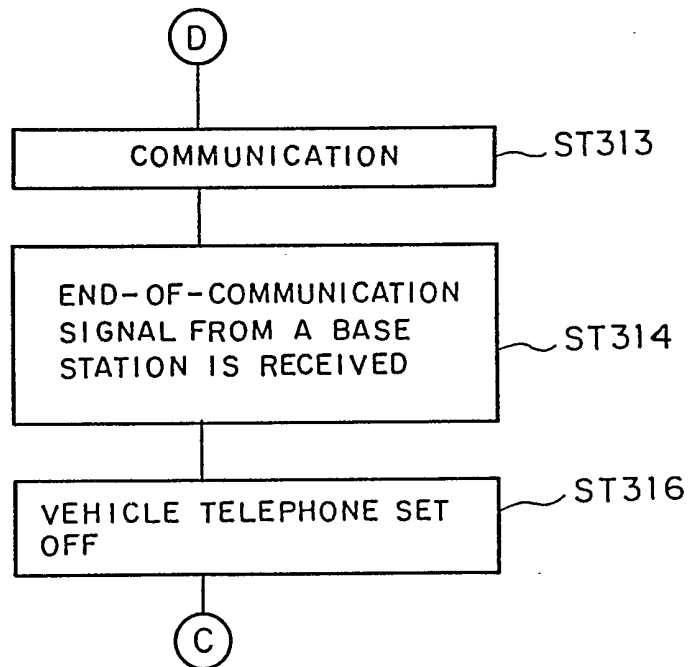 D
COMMUNICATION
ST313
END-OF-COMMUNICATION
SIGNAL FROM A BASE
STATION IS RECEIVED
ST314
VEHICLE TELEPHONE SET
OFF
ST316
C